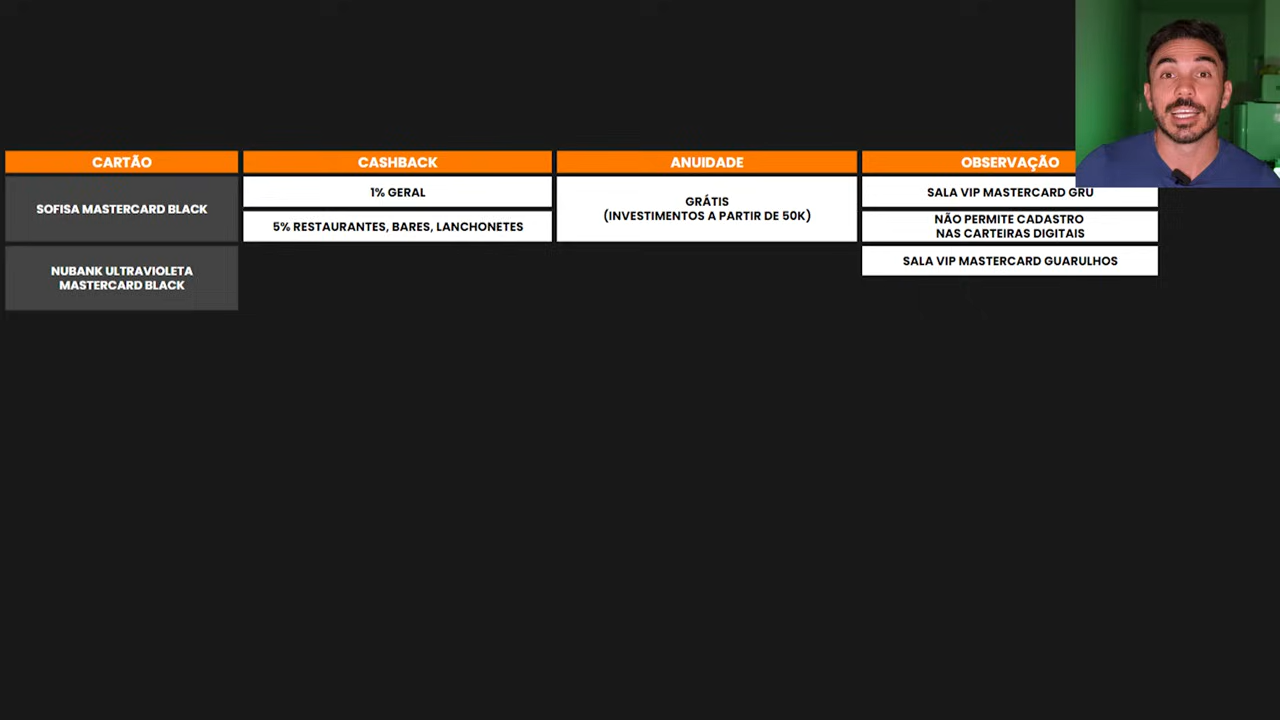 CARTÃO
CASHBACK
ANUIDADE
OBSERVAÇÃO
SOFISA MASTERCARD BLACK
1% GERAL
5% RESTAURANTES, BARES, LANCHONETES
GRÁTIS
(INVESTIMENTOS A PARTIR DE 50K)
SALA VIP MASTERCARD GRU
NÃO PERMITE CADASTRO
NAS CARTEIRAS DIGITAIS
NUBANK ULTRAVIOLETA
MASTERCARD BLACK
SALA VIP MASTERCARD GUARULHOS